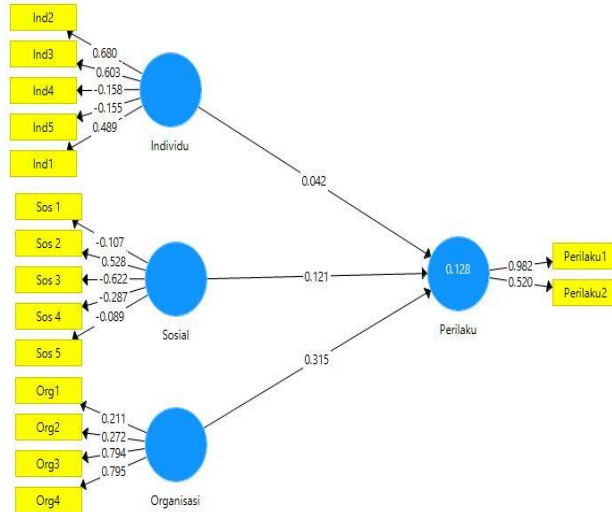 Ind2
Ind3
Ind4
Ind5
Ind1
0.680
0.603
-0.158
-0.155
0.489
Individu
0.042
Sos 1
Sos 2
Sos 3
Sos 4
Sos 5
-0.107
0.528
-0.622
-0.287
-0.089
Sosial
0.121
0.128
Perilaku
0.982
0.520
Perilaku1
Perilaku2
0.315
Org1
Org2
Org3
Org4
0.211
0.272
0.794
0.795
Organisasi